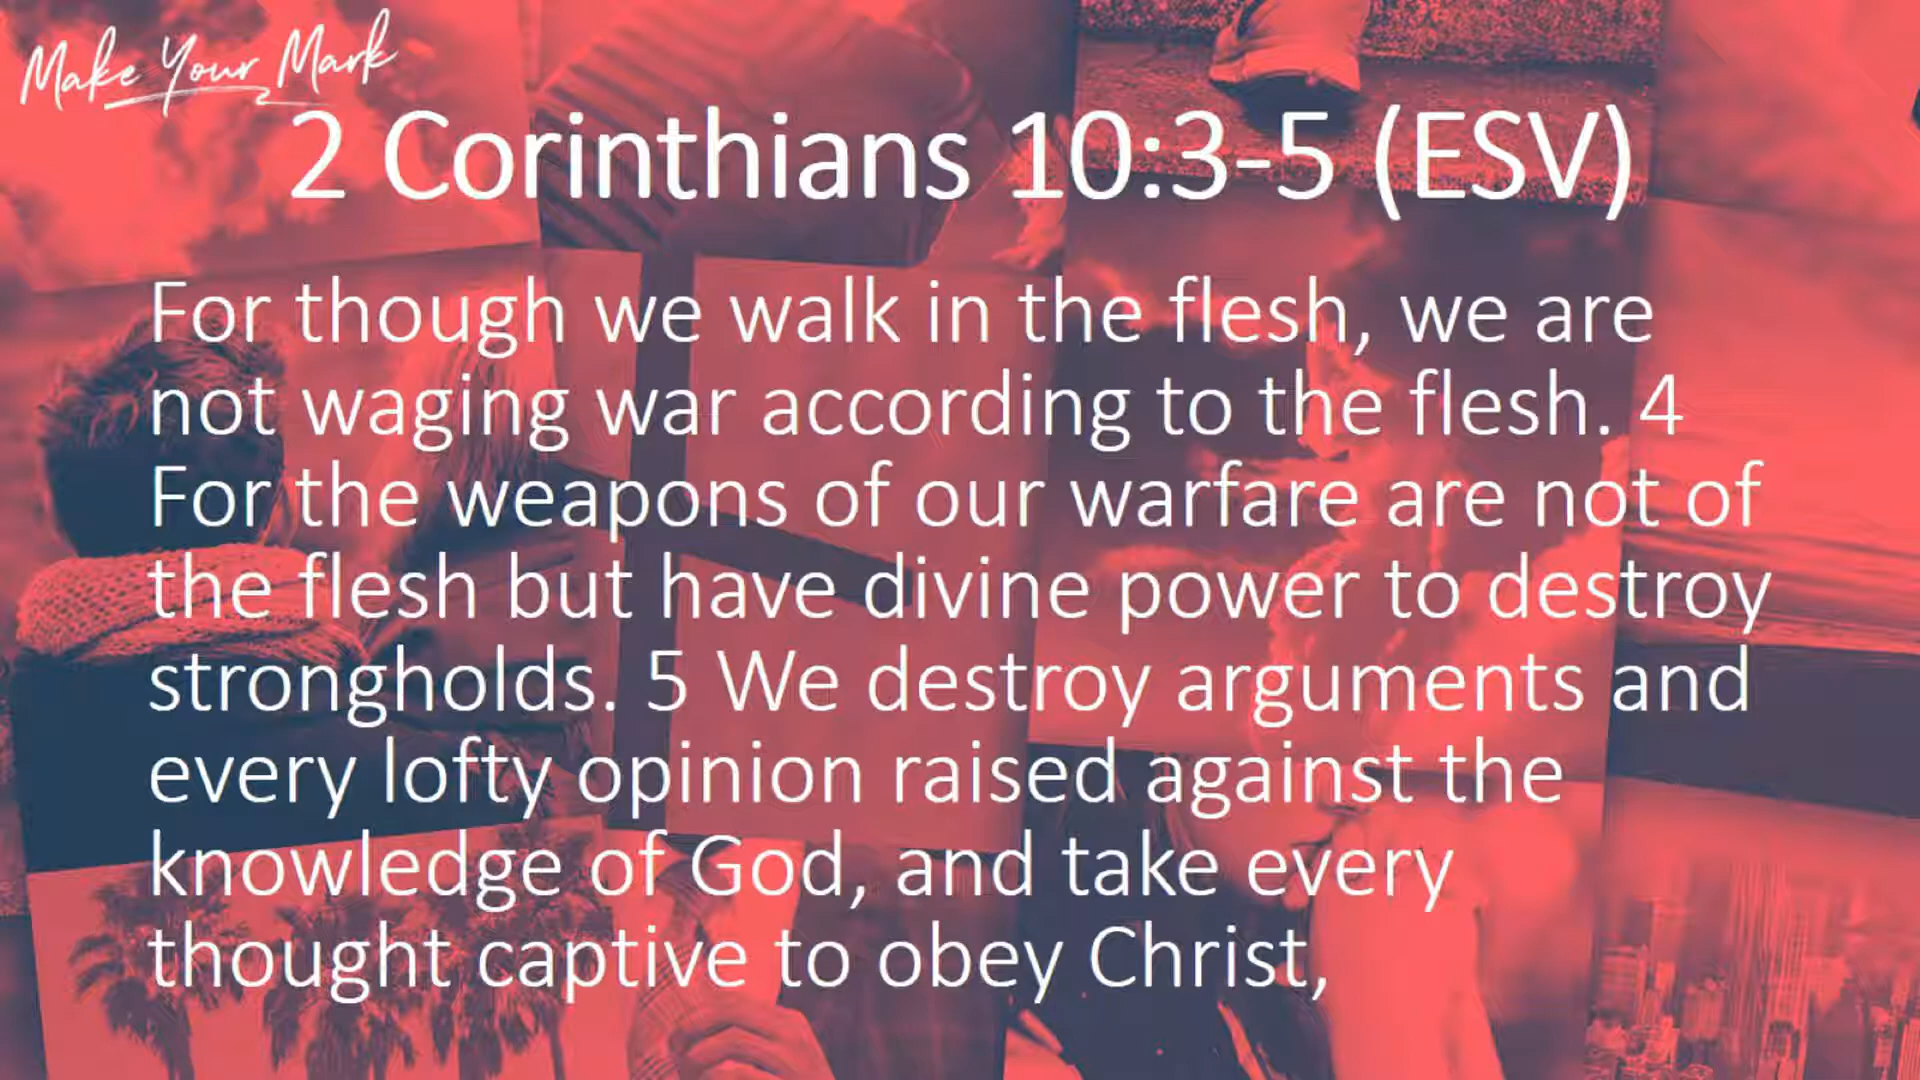 Make Your Mark
2 Corinthians 10:3-5 (ESV)
For though we walk in the flesh, we are
not waging war according to the flesh. 4
For the weapons of our warfare are not of
the flesh but have divine power to destroy
strongholds. 5 We destroy arguments and
every lofty opinion raised against the
knowledge of God, and take every
thought captive to obey Christ,